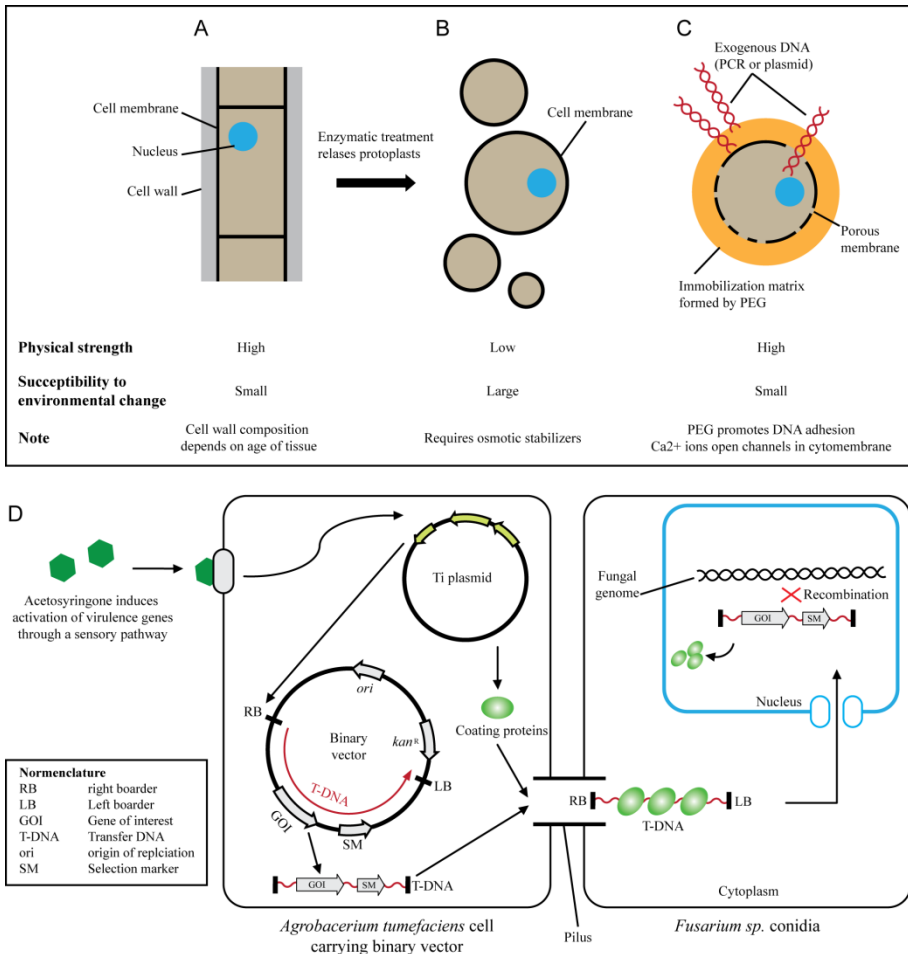 A
B
C
Exogenous DNA
(PCR or plasmid)
Cell membrane
Nucleus
Cell wall
Enzymatic treatment
relases protoplasts
Cell membrane
Porous
membrane
Immobilization matrix
formed by PEG
Physical strength
High
Low
High
Succeptibility to
environmental change
Small
Large
Small
Note
Cell wall composition
depends on age of tissue
Requires osmotic stabilizers
PEG promotes DNA adhesion
Ca2+ ions open channels in cytomembrane
D
Acetosyringone induces
activation of virulence genes
through a sensory pathway
Ti plasmid
Fungal
genome
Recombination
GOI
SM
Nucleus
ori
RB
Binary
vector
kanR
Coating proteins
T-DNA
LB
GOI
SM
RB
LB
T-DNA
GOI
SM
T-DNA
Cytoplasm
Pilus
Normenclature
RB right boarder
LB Left boarder
GOI Gene of interest
T-DNA Transfer DNA
ori origin of replciation
SM Selection marker
Agrobacerium tumefaciens cell
carrying binary vector
Fusarium sp. conidia